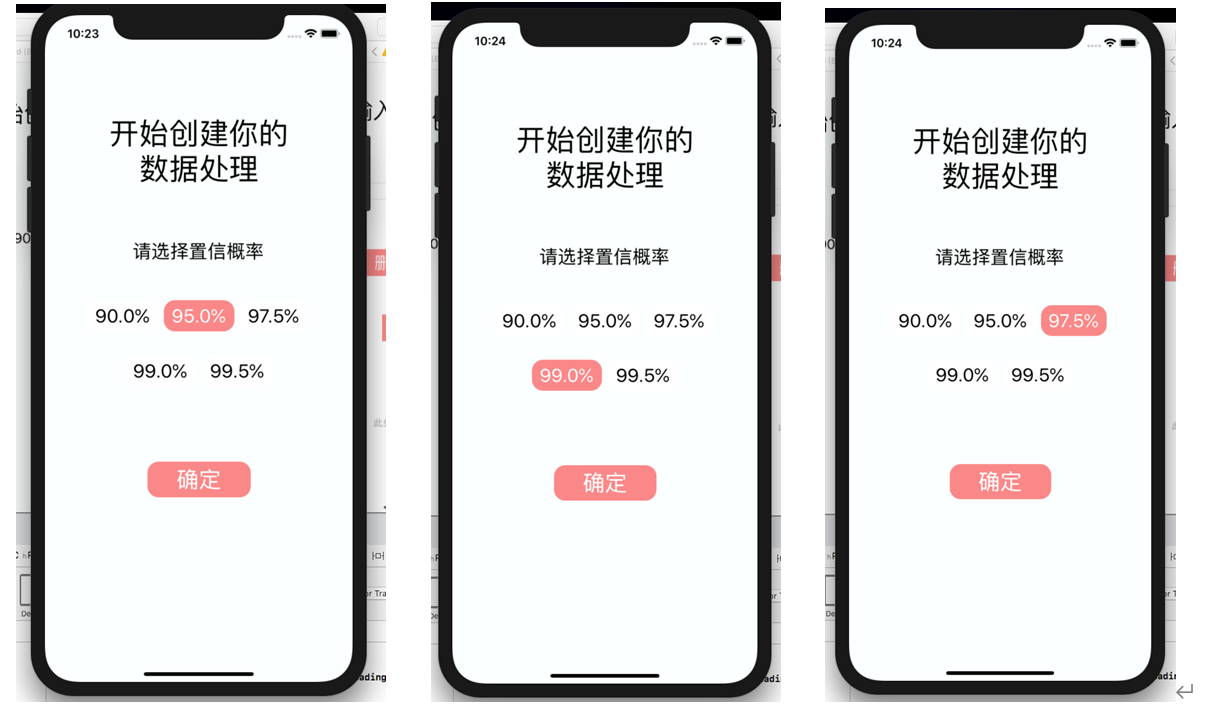 10:23
开始创建你的
数据处理
请选择置信概率
90.0% 95.0% 97.5%
99.0% 99.5%
确定
10:24
开始创建你的
数据处理
请选择置信概率
90.0% 95.0% 97.5%
99.0% 99.5%
确定
10:24
开始创建你的
数据处理
请选择置信概率
90.0% 95.0% 97.5%
99.0% 99.5%
确定